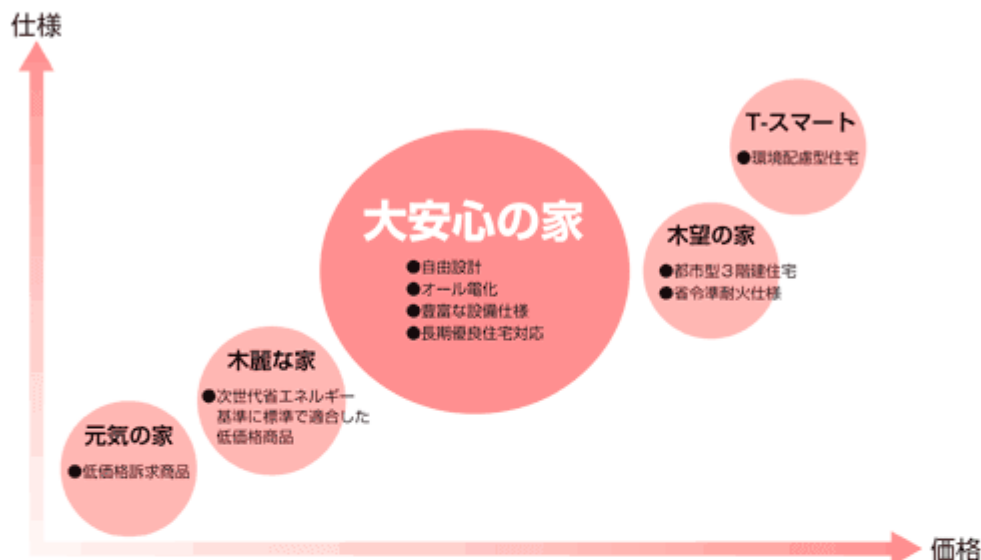 仕様
T-スマート
●環境配慮型住宅
大安心の家
●自由設計
●オール電化
●豊富な設備仕様
●長期優良住宅対応
木望の家
●都市型3階建住宅
●省令準耐火仕様
木麗な家
●次世代省エネルギー
基準に標準で適合した
低価格商品
元気の家
●低価格訴求商品
価格